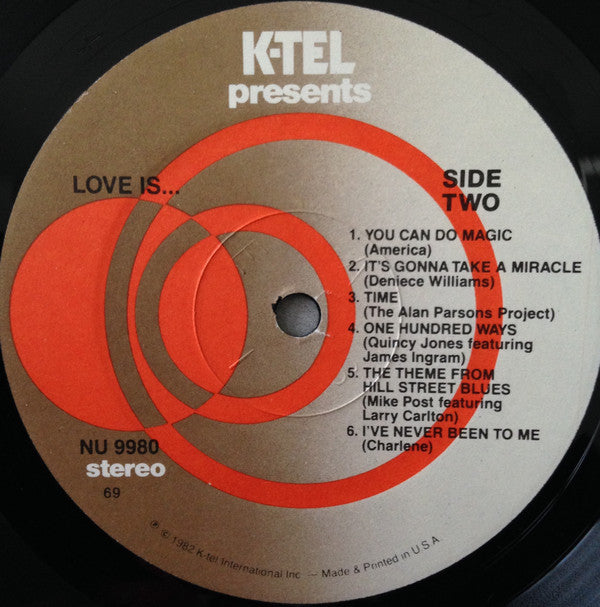 K-TEL
presents
LOVE IS...
SIDE
TWO
1. YOU CAN DO MAGIC
(America)
2. IT'S GONNA TAKE A MIRACLE
(Deniece Williams)
3. TIME
(The Alan Parsons Project)
4. ONE HUNDRED WAYS
(Quincy Jones featuring
James Ingram)
5. THE THEME FROM
HILL STREET BLUES
(Mike Post featuring
Larry Carlton)
6. I'VE NEVER BEEN TO ME
(Charlene)
NU 9980
stereo
69
℗ © 1982 K-tel International Inc — Made & Printed in U.S.A